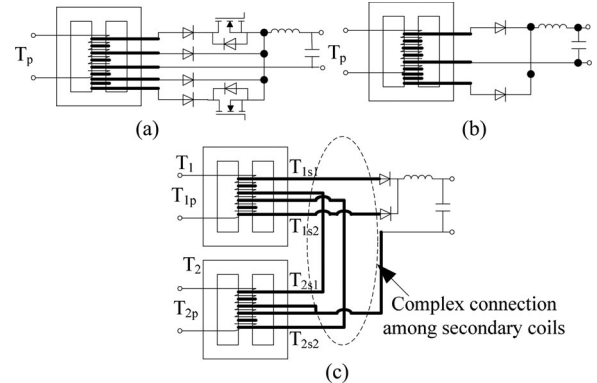 Tp
Tp
(a)
(b)
T1
T1s1
T1p
T1s2
T2
T2s1
T2p
T2s2
Complex connection
among secondary coils
(c)